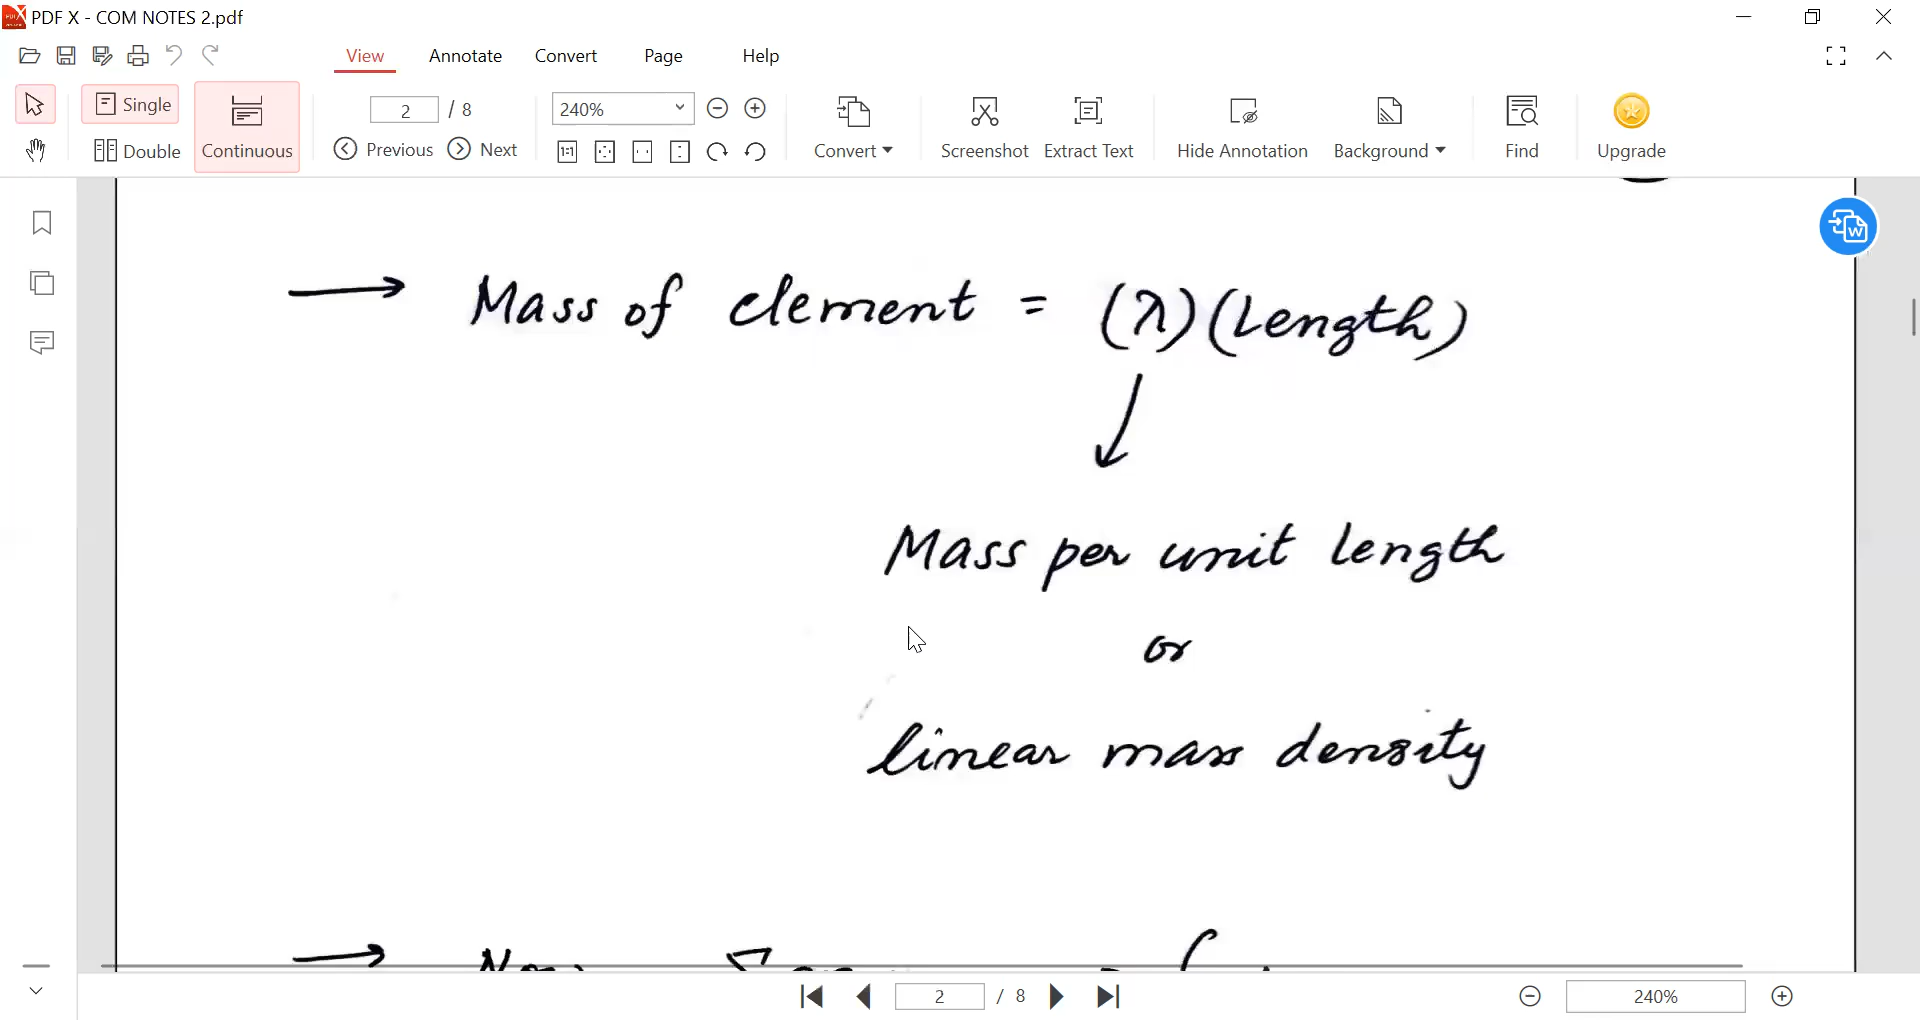 PDF X - COM NOTES 2.pdf
View Annotate Convert Page Help
Single
Double
Continuous
2 / 8
Previous Next
240%
1:1
Convert
Screenshot
Extract Text
Hide Annotation
Background
Find
Upgrade
W
→ Mass of element = (λ)(Length)
Mass per unit length
or
linear mass density
→
2 / 8
240%